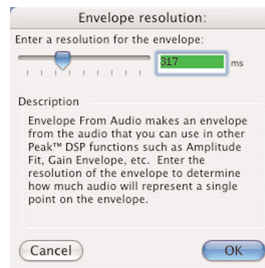 Envelope resolution:
Enter a resolution for the envelope:
317 ms
Description
Envelope From Audio makes an envelope
from the audio that you can use in other
Peak™ DSP functions such as Amplitude
Fit, Gain Envelope, etc. Enter the
resolution of the envelope to determine
how much audio will represent a single
point on the envelope.
Cancel OK